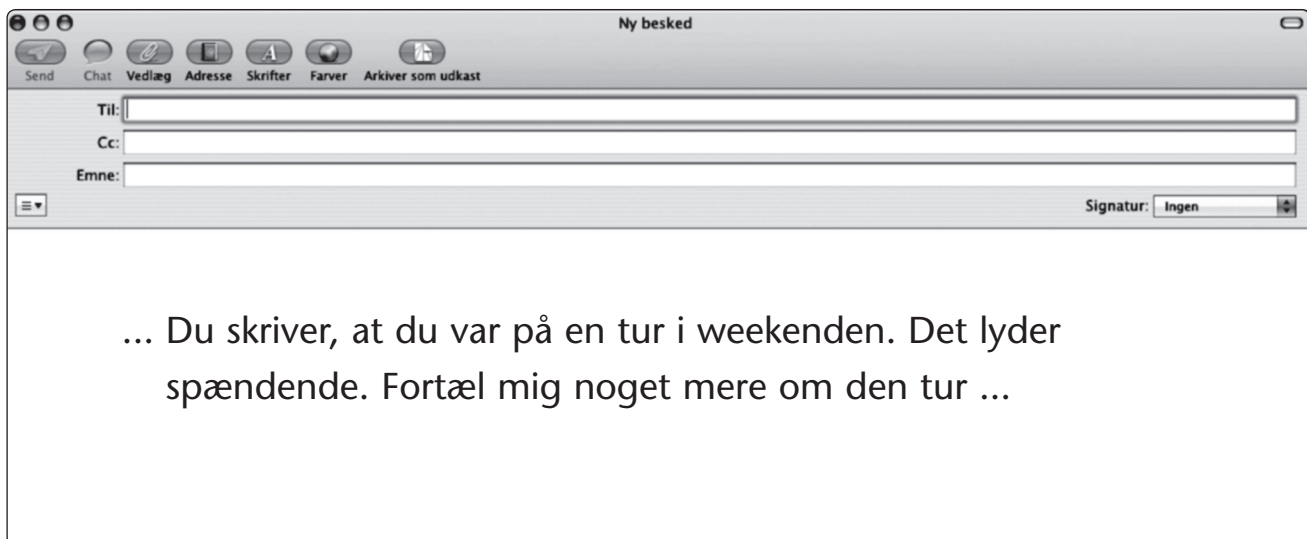 Ny besked
Send Chat Vedlæg Adresse Skrifter Farver Arkiver som udkast
Til:
Cc:
Emne:
Signatur: Ingen
... Du skriver, at du var på en tur i weekenden. Det lyder
spændende. Fortæl mig noget mere om den tur ...